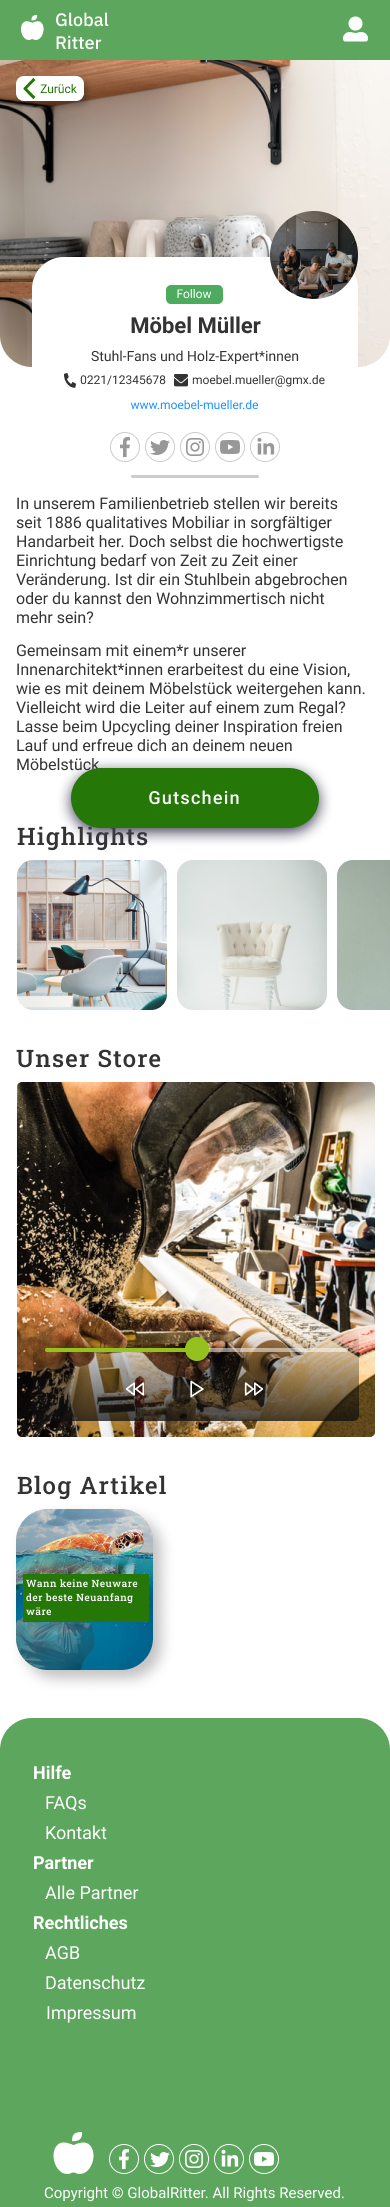 Global
Ritter
Zurück
Follow
Möbel Müller
Stuhl-Fans und Holz-Expert*innen
0221/12345678 moebel.mueller@gmx.de
www.moebel-mueller.de
In unserem Familienbetrieb stellen wir bereits
seit 1886 qualitatives Mobiliar in sorgfältiger
Handarbeit her. Doch selbst die hochwertigste
Einrichtung bedarf von Zeit zu Zeit einer
Veränderung. Ist dir ein Stuhlbein abgebrochen
oder du kannst den Wohnzimmertisch nicht
mehr sein?
Gemeinsam mit einem*r unserer
Innenarchitekt*innen erarbeitest du eine Vision,
wie es mit deinem Möbelstück weitergehen kann.
Vielleicht wird die Leiter auf einem zum Regal?
Lasse beim Upcycling deiner Inspiration freien
Lauf und erfreue dich an deinem neuen
Möbelstück
Gutschein
Highlights
Unser Store
Blog Artikel
Wann keine Neuware
der beste Neuanfang
wäre
Hilfe
FAQs
Kontakt
Partner
Alle Partner
Rechtliches
AGB
Datenschutz
Impressum
Copyright © GlobalRitter. All Rights Reserved.